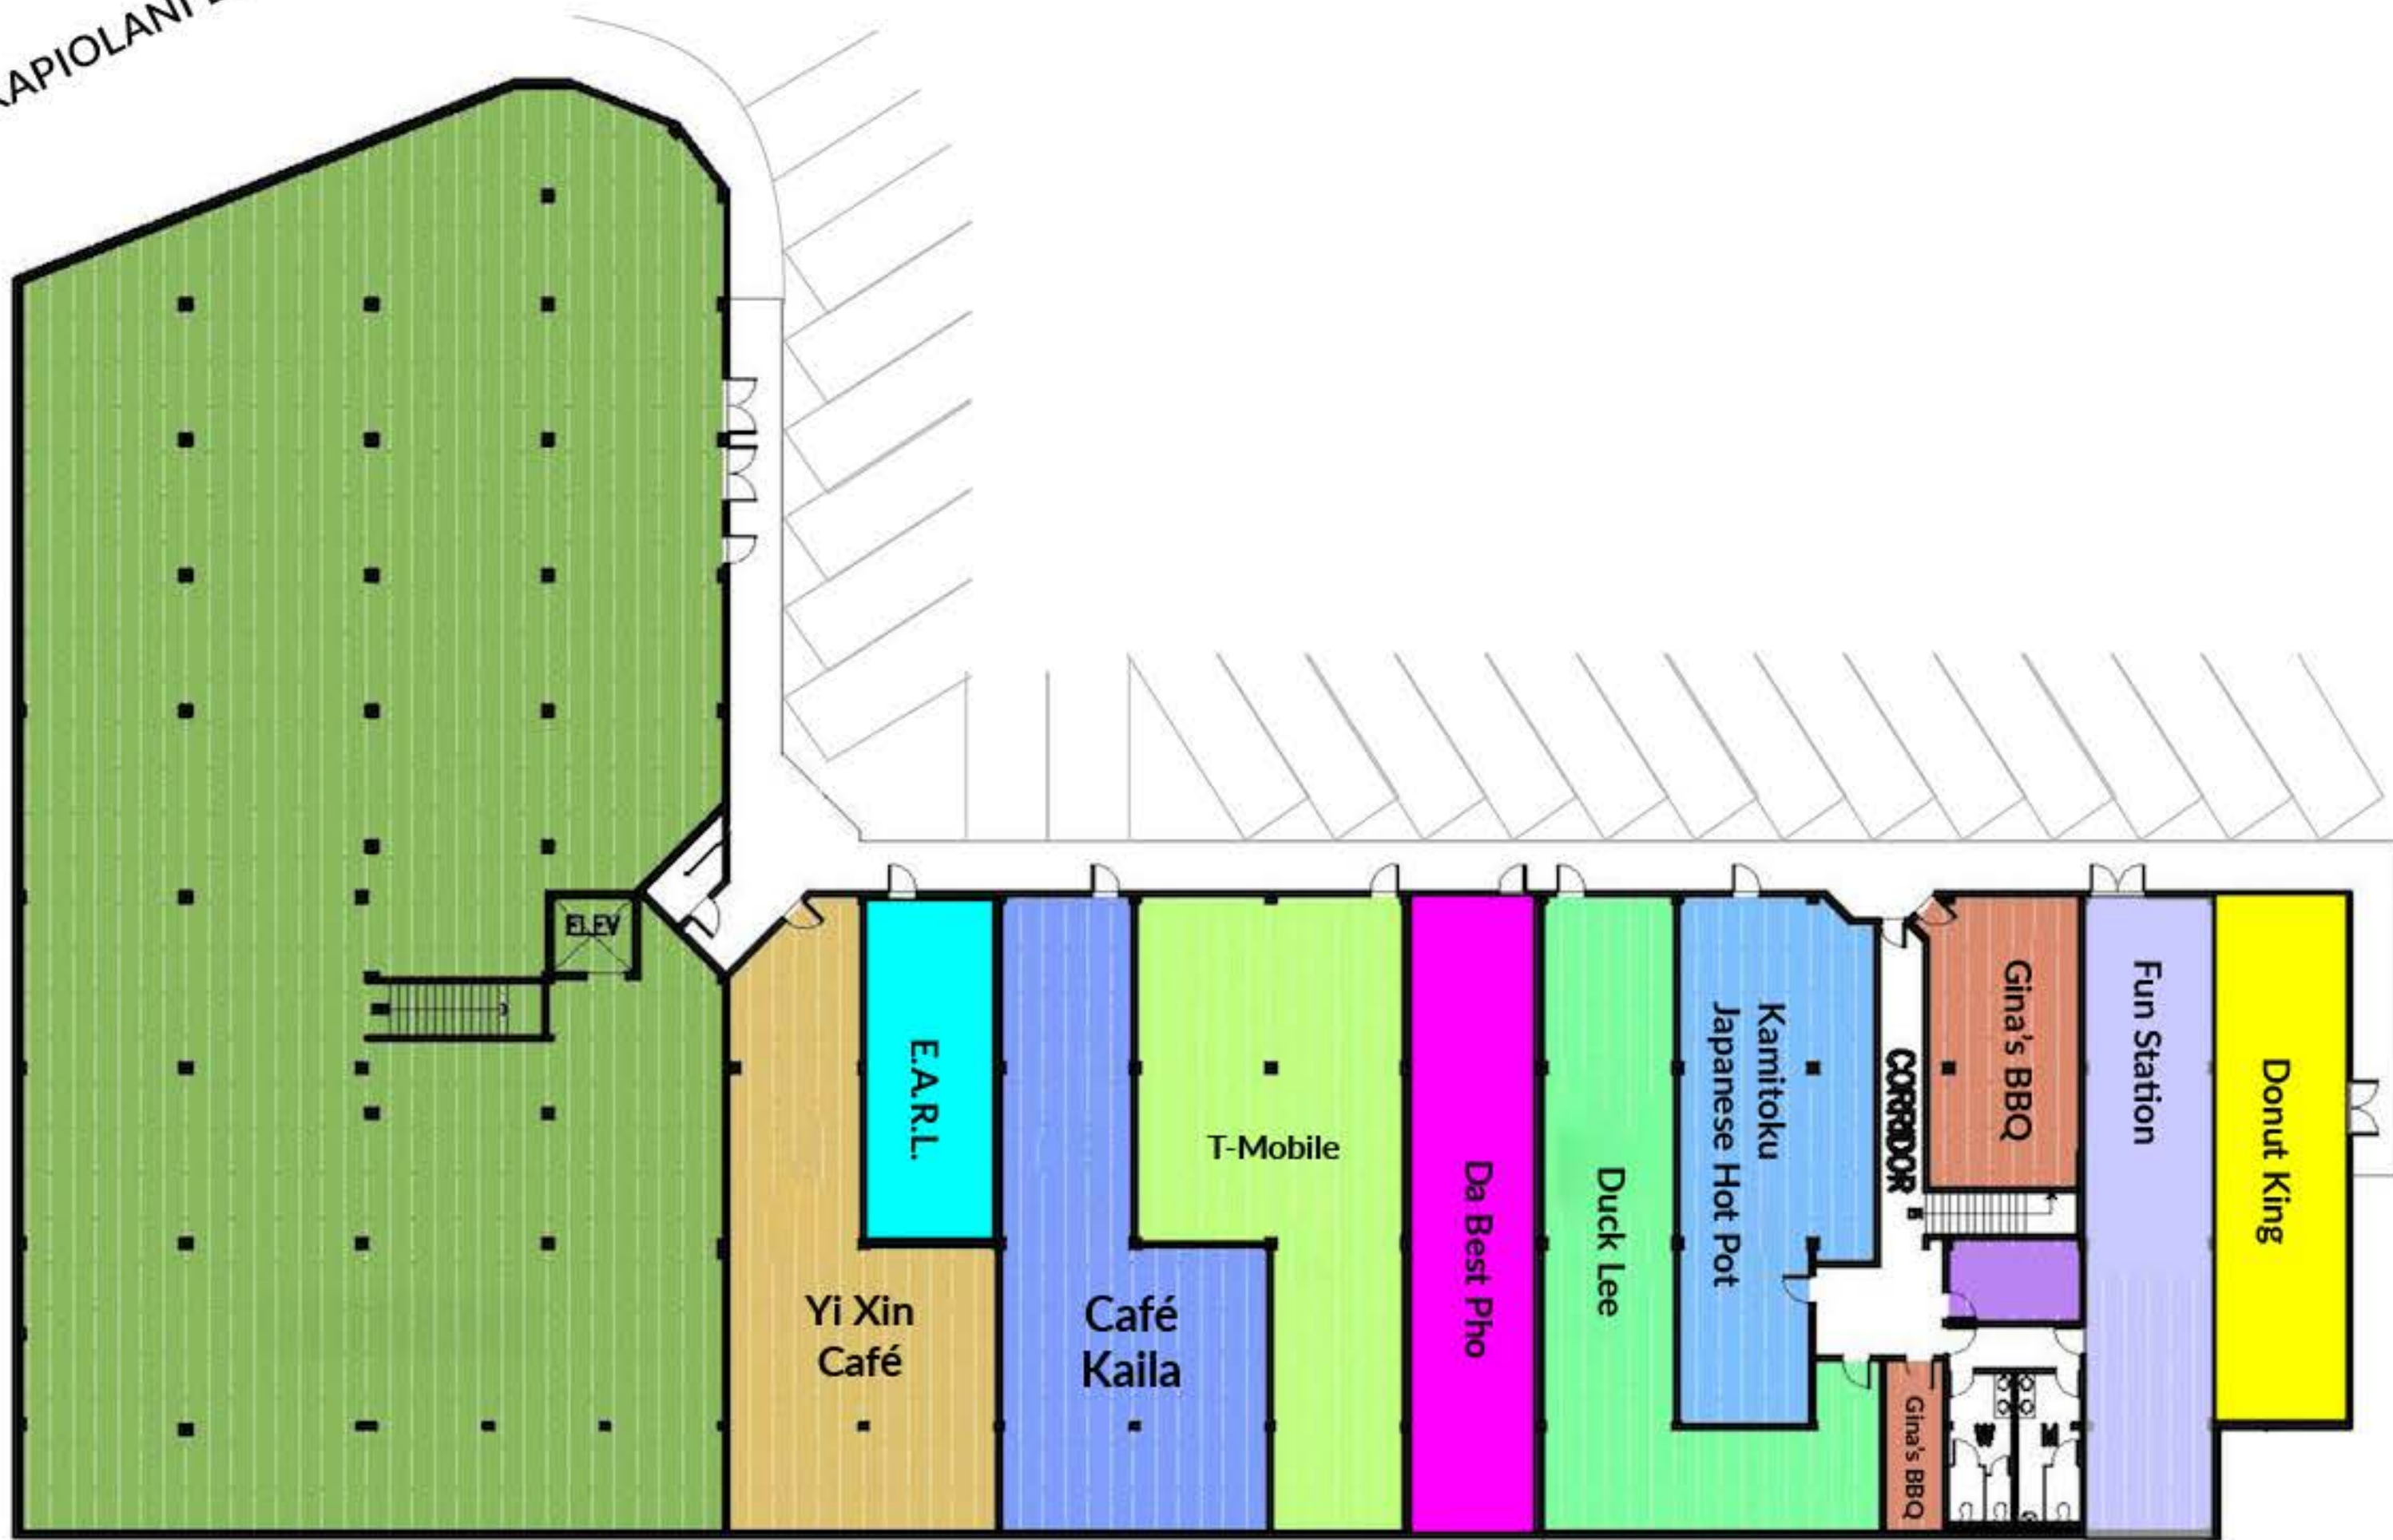 KAPIOLANI
ELEV
E.A.R.L.
Yi Xin
Café
Café
Kaila
T-Mobile
Da Best Pho
Duck Lee
Kamitoku
Japanese Hot Pot
CORRIDOR
Gina's BBQ
Gina's BBQ
W
M
Fun Station
Donut King